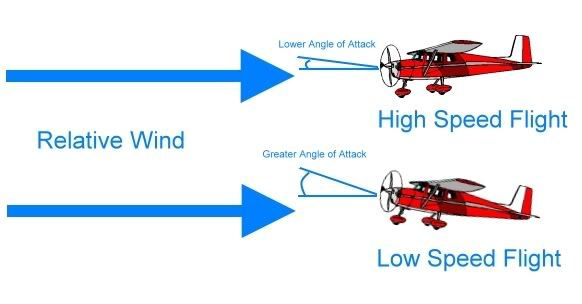 Lower Angle of Attack
High Speed Flight
Relative Wind
Greater Angle of Attack
Low Speed Flight